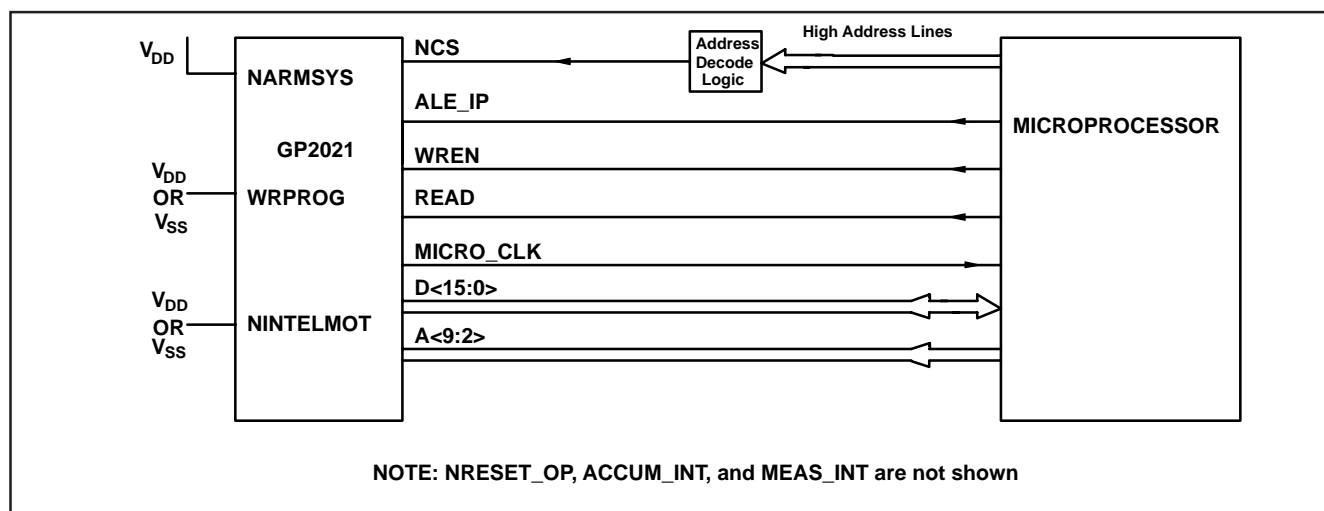 V_DD
NARMSYS
GP2021
V_DD
OR
V_SS
WRPROG
V_DD
OR
V_SS
NINTELMOT
NCS
ALE_IP
WREN
READ
MICRO_CLK
D<15:0>
A<9:2>
Address
Decode
Logic
High Address Lines
MICROPROCESSOR
NOTE: NRESET_OP, ACCUM_INT, and MEAS_INT are not shown